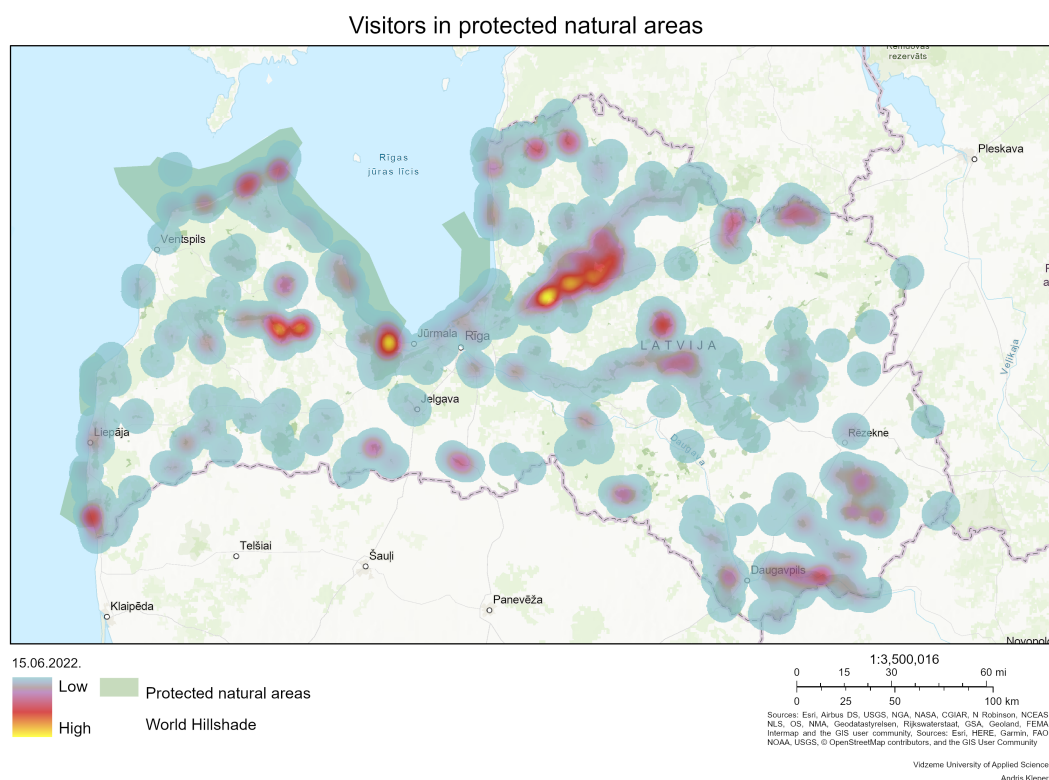 Visitors in protected natural areas
rezervāts
Pleskava
Rīgas
jūras līcis
Ventspils
Veļikaja
Jūrmala
Rīga
LATVIJA
Jelgava
Liepāja
Daugava
Rēzekne
Telšiai
Šauļi
Daugavpils
Panevēža
Klaipēda
15.06.2022.
Low
High
Protected natural areas
World Hillshade
1:3,500,016
0 15 30 60 mi
0 25 50 100 km
Sources: Esri, Airbus DS, USGS, NGA, NASA, CGIAR, N Robinson, NCEAS
NLS, OS, NMA, Geodatastyrelsen, Rijkswaterstaat, GSA, Geoland, FEMA
Intermap and the GIS user community, Sources: Esri, HERE, Garmin, FAO
NOAA, USGS, © OpenStreetMap contributors, and the GIS User Community
Vidzeme University of Applied Science